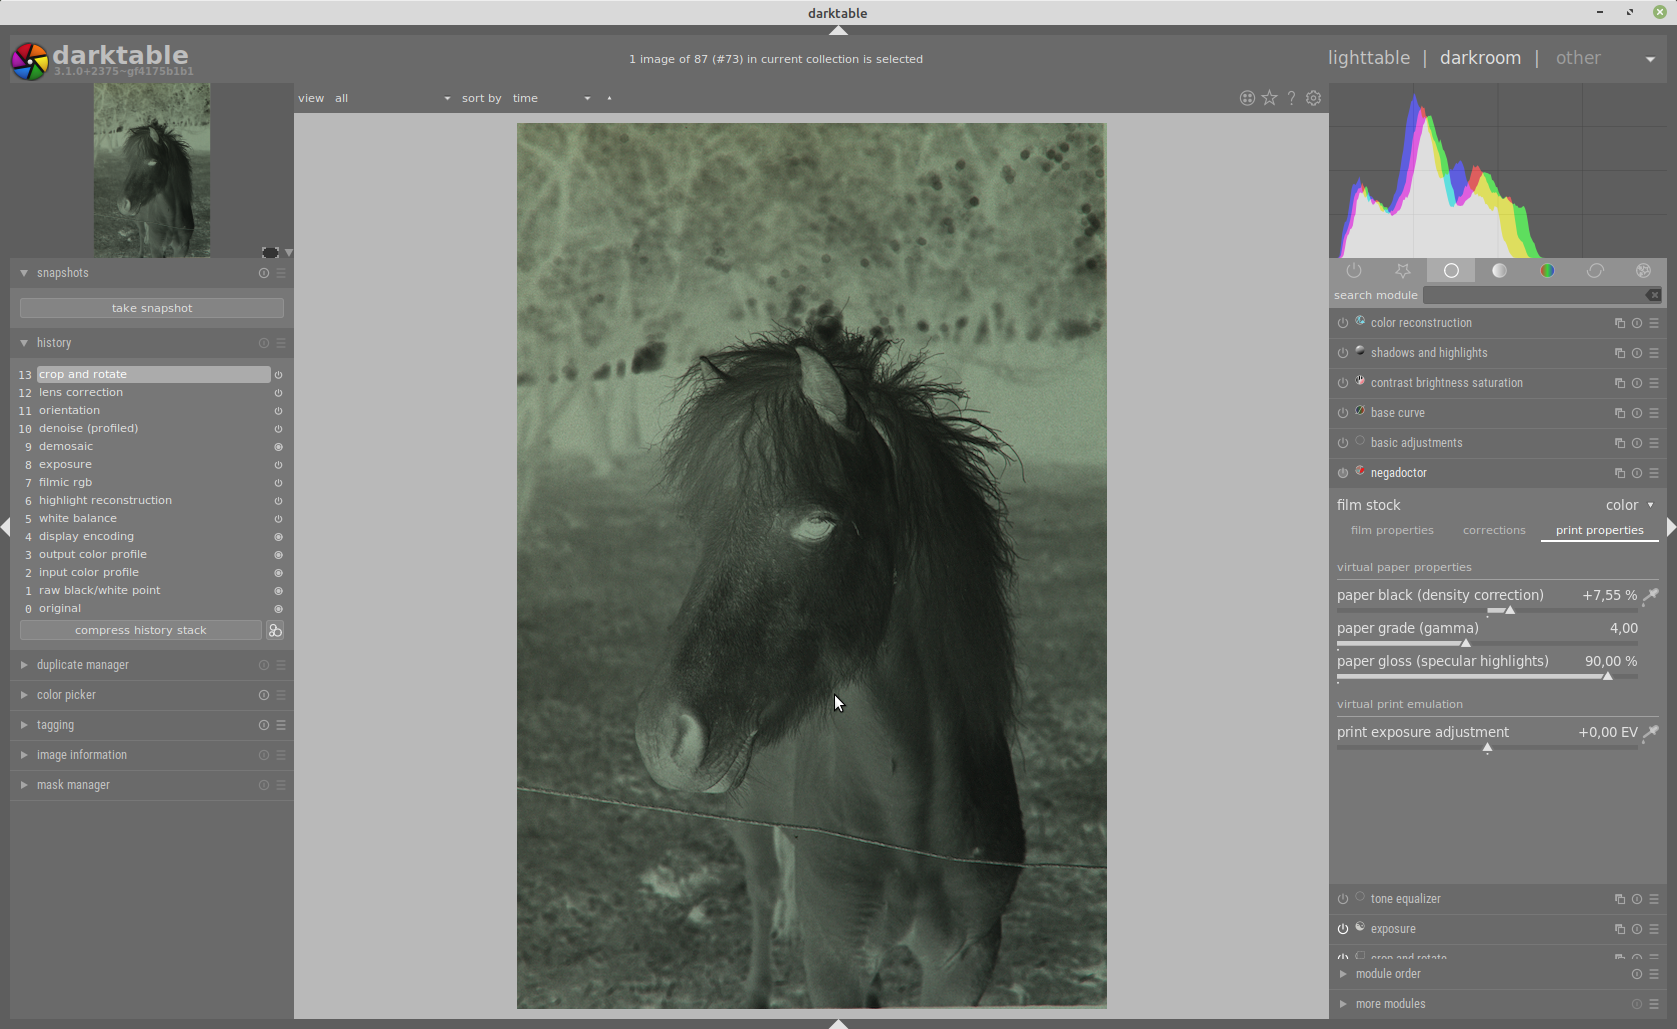 darktable
darktable
3.1.0+2375~gf4175b1b1
1 image of 87 (#73) in current collection is selected
lighttable | darkroom | other
view all sort by time
?
snapshots
take snapshot
history
13 crop and rotate
12 lens correction
11 orientation
10 denoise (profiled)
9 demosaic
8 exposure
7 filmic rgb
6 highlight reconstruction
5 white balance
4 display encoding
3 output color profile
2 input color profile
1 raw black/white point
0 original
compress history stack
duplicate manager
color picker
tagging
image information
mask manager
search module
color reconstruction
shadows and highlights
contrast brightness saturation
base curve
basic adjustments
negadoctor
film stock color
film properties corrections print properties
virtual paper properties
paper black (density correction) +7,55 %
paper grade (gamma) 4,00
paper gloss (specular highlights) 90,00 %
virtual print emulation
print exposure adjustment +0,00 EV
tone equalizer
exposure
crop and rotate
module order
more modules